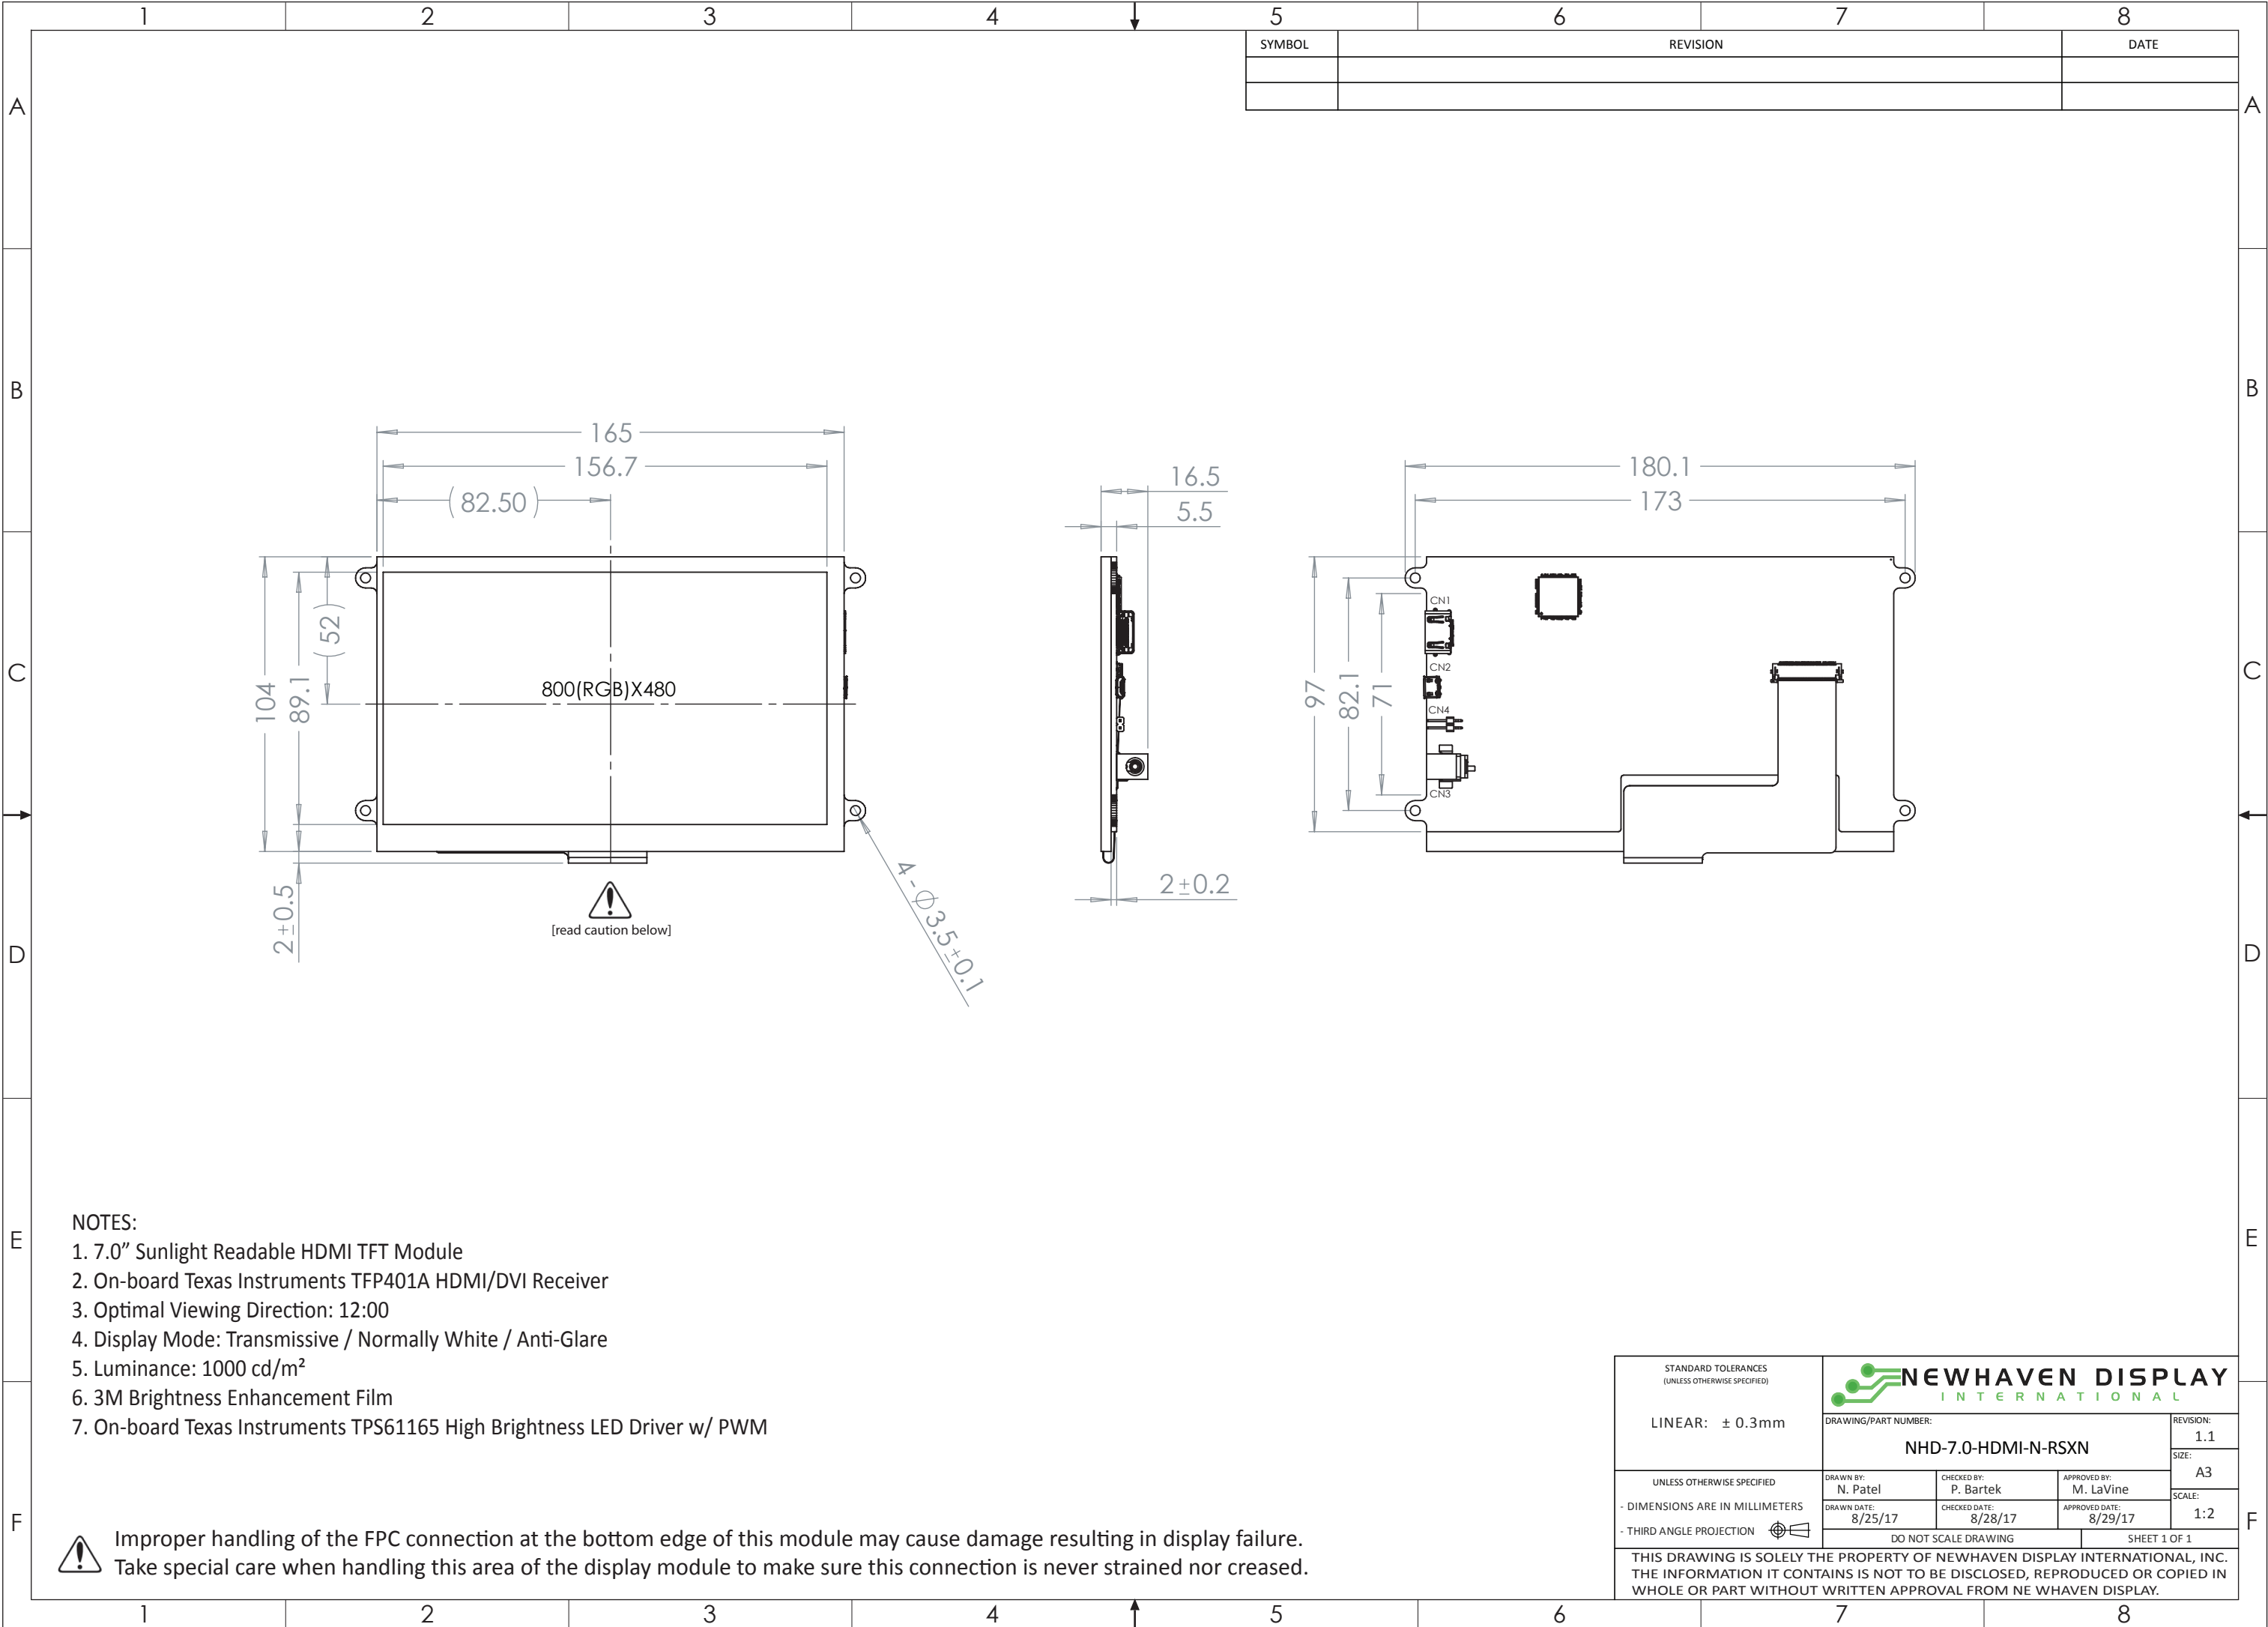 1 2 3 4 5 6 7 8
SYMBOL REVISION DATE
A A
B B
C C
D D
E E
F F
165
156.7
( 82.50 )
104
89.1
( 52 )
800(RGB)X480
2±0.5
[read caution below]
4-Ø3.5±0.1
16.5
5.5
2±0.2
180.1
173
97
82.1
71
CN1
CN2
CN4
CN3
NOTES:
1. 7.0” Sunlight Readable HDMI TFT Module
2. On-board Texas Instruments TFP401A HDMI/DVI Receiver
3. Optimal Viewing Direction: 12:00
4. Display Mode: Transmissive / Normally White / Anti-Glare
5. Luminance: 1000 cd/m²
6. 3M Brightness Enhancement Film
7. On-board Texas Instruments TPS61165 High Brightness LED Driver w/ PWM
Improper handling of the FPC connection at the bottom edge of this module may cause damage resulting in display failure.
Take special care when handling this area of the display module to make sure this connection is never strained nor creased.
STANDARD TOLERANCES
(UNLESS OTHERWISE SPECIFIED)
LINEAR: ± 0.3mm
UNLESS OTHERWISE SPECIFIED
- DIMENSIONS ARE IN MILLIMETERS
- THIRD ANGLE PROJECTION
NEWHAVEN DISPLAY
INTERNATIONAL
DRAWING/PART NUMBER:
NHD-7.0-HDMI-N-RSXN
REVISION:
1.1
SIZE:
A3
SCALE:
1:2
DRAWN BY:
N. Patel
CHECKED BY:
P. Bartek
APPROVED BY:
M. LaVine
DRAWN DATE:
8/25/17
CHECKED DATE:
8/28/17
APPROVED DATE:
8/29/17
DO NOT SCALE DRAWING
SHEET 1 OF 1
THIS DRAWING IS SOLELY THE PROPERTY OF NEWHAVEN DISPLAY INTERNATIONAL, INC.
THE INFORMATION IT CONTAINS IS NOT TO BE DISCLOSED, REPRODUCED OR COPIED IN
WHOLE OR PART WITHOUT WRITTEN APPROVAL FROM NE WHAVEN DISPLAY.
1 2 3 4 5 6 7 8